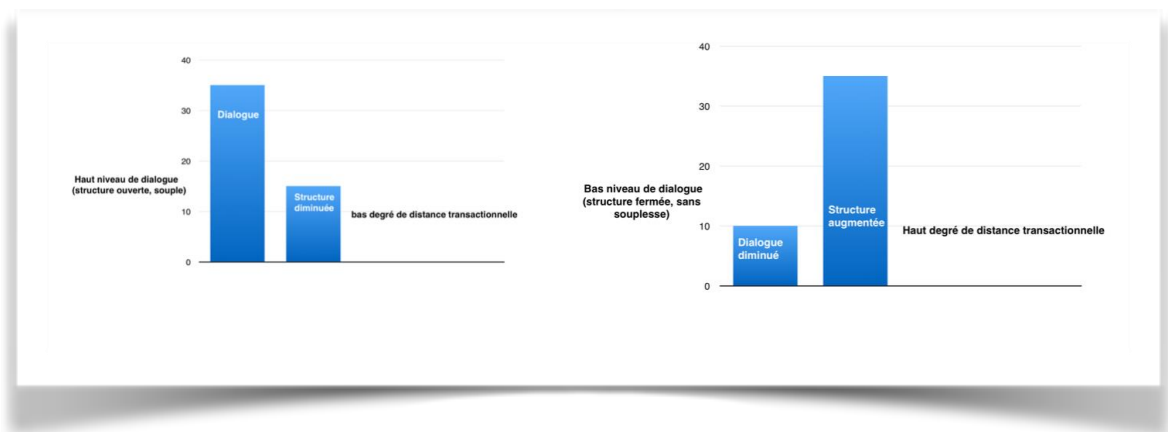 40
30
20
10
0
Dialogue
Structure
diminuée
Haut niveau de dialogue
(structure ouverte, souple)
bas degré de distance transactionnelle
40
30
20
10
0
Dialogue
diminué
Structure
augmentée
Bas niveau de dialogue
(structure fermée, sans
souplesse)
Haut degré de distance transactionnelle